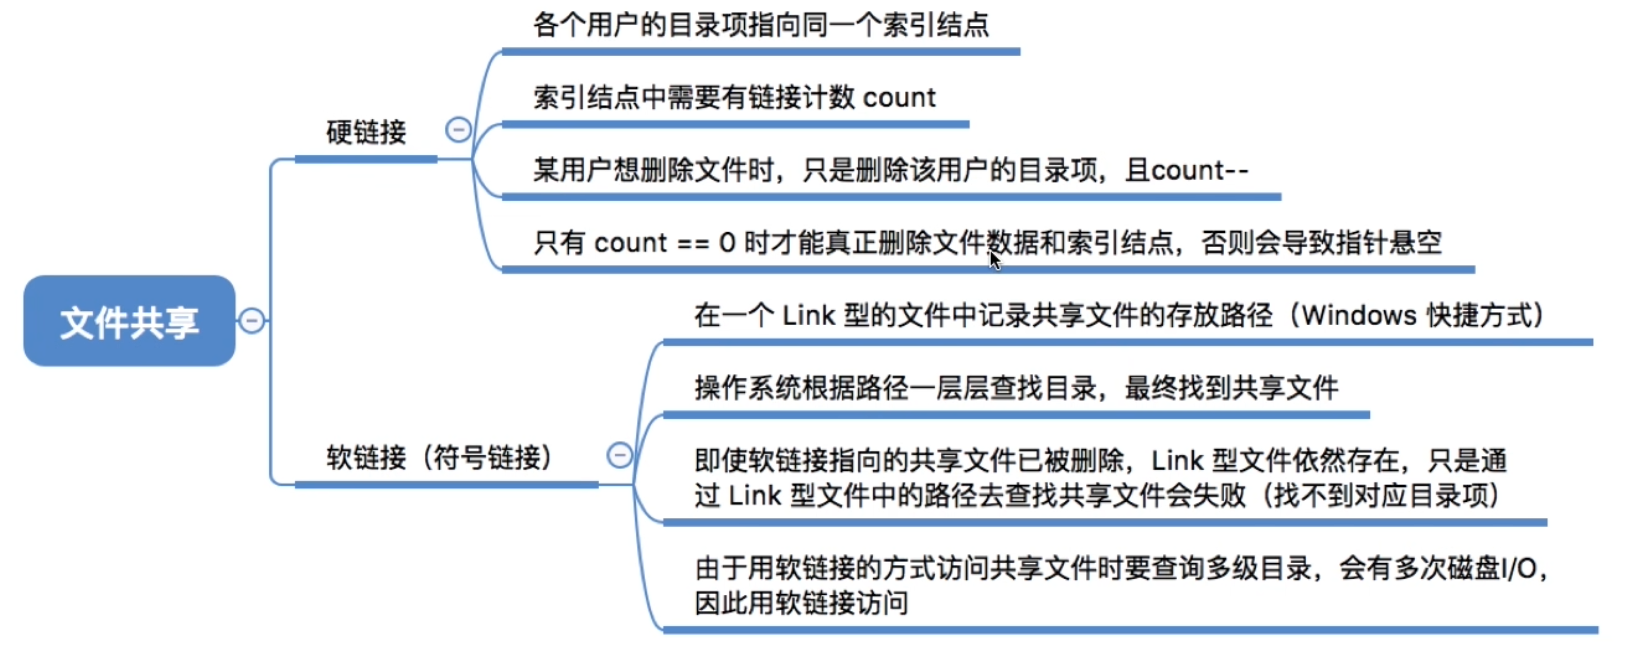 文件共享
硬链接
各个用户的目录项指向同一个索引结点
索引结点中需要有链接计数 count
某用户想删除文件时，只是删除该用户的目录项，且count--
只有 count == 0 时才能真正删除文件数据和索引结点，否则会导致指针悬空
软链接（符号链接）
在一个 Link 型的文件中记录共享文件的存放路径（Windows 快捷方式）
操作系统根据路径一层层查找目录，最终找到共享文件
即使软链接指向的共享文件已被删除，Link 型文件依然存在，只是通
过 Link 型文件中的路径去查找共享文件会失败（找不到对应目录项）
由于用软链接的方式访问共享文件时要查询多级目录，会有多次磁盘I/O，
因此用软链接访问